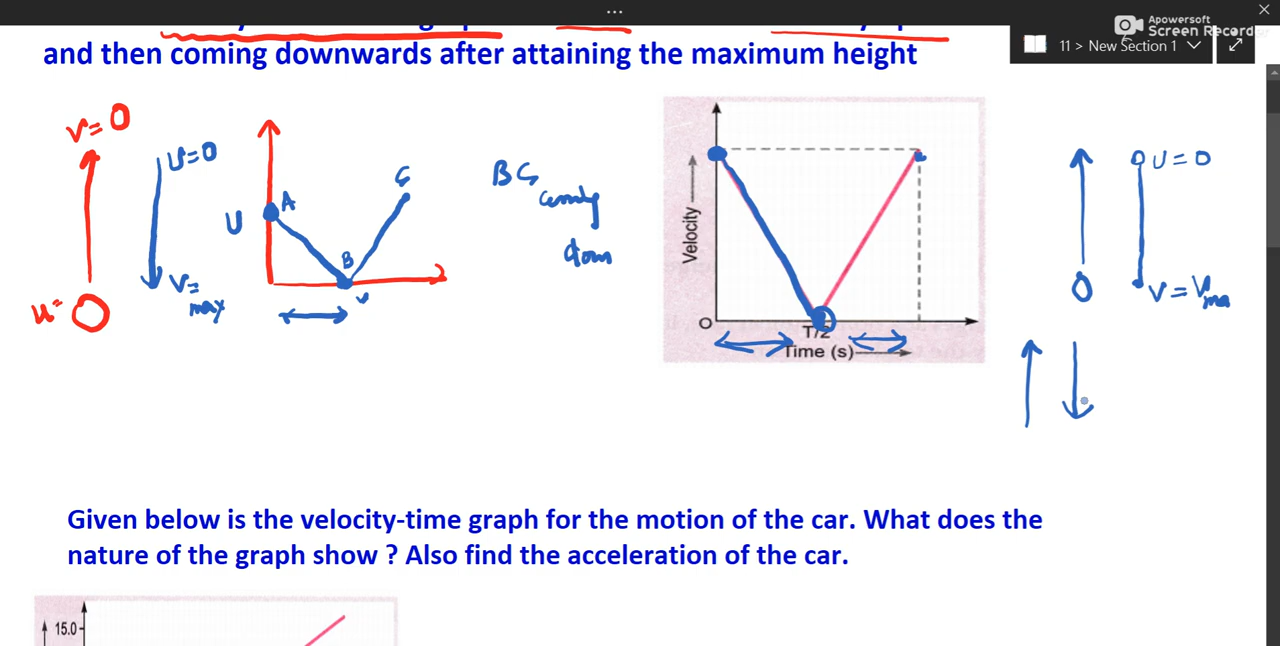 ...
Apowersoft
Screen Recorder
11 > New Section 1
and then coming downwards after attaining the maximum height
V=0
U=0
U
A
B
C
V=
max
u=
v
BC
down
Velocity
O
T/2
Time (s)
U=0
V=V
Given below is the velocity-time graph for the motion of the car. What does the
nature of the graph show ? Also find the acceleration of the car.
15.0